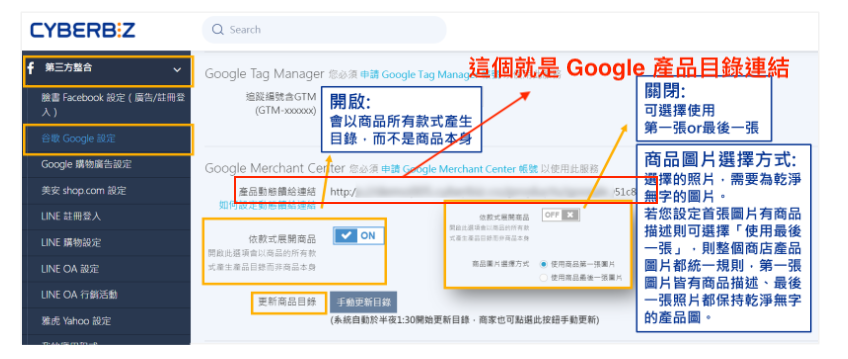 CYBERBIZ
Search
第三方整合
臉書 Facebook 設定 ( 廣告/註冊登
入 )
谷歌 Google 設定
Google 購物廣告設定
美安 shop.com 設定
LINE 註冊登入
LINE 購物設定
LINE OA 設定
LINE OA 行銷活動
雅虎 Yahoo 設定
這個就是 Google 產品目錄連結
Google Tag Manager 您必須 申請 Google Tag Manag
追蹤編號含GTM
(GTM-xxxxxx)
開啟:
會以商品所有款式產生
目錄，而不是商品本身
關閉:
可選擇使用
第一張or最後一張
Google Merchant Center 您必須 申請 Google Merchant Center 帳號 以使用此服務
產品動態饋給連結
http:/
/51c8
如何設定動態饋給連結
依款式展開商品
開啟此選項會以商品的所有款
式產生產品目錄而非商品本身
ON
依款式展開商品
開啟此選項會以商品的所有款
式產生產品目錄而非商品本身
OFF
商品圖片選擇方式
使用商品第一張圖片
使用商品最後一張圖片
更新商品目錄
手動更新目錄
(系統自動於半夜1:30開始更新目錄，商家也可點選此按鈕手動更新)
商品圖片選擇方式:
選擇的照片，需要為乾淨
無字的圖片。
若您設定首張圖片有商品
描述則可選擇「使用最後
一張」，則整個商店產品
圖片都統一規則，第一張
圖片皆有商品描述、最後
一張照片都保持乾淨無字
的產品圖。